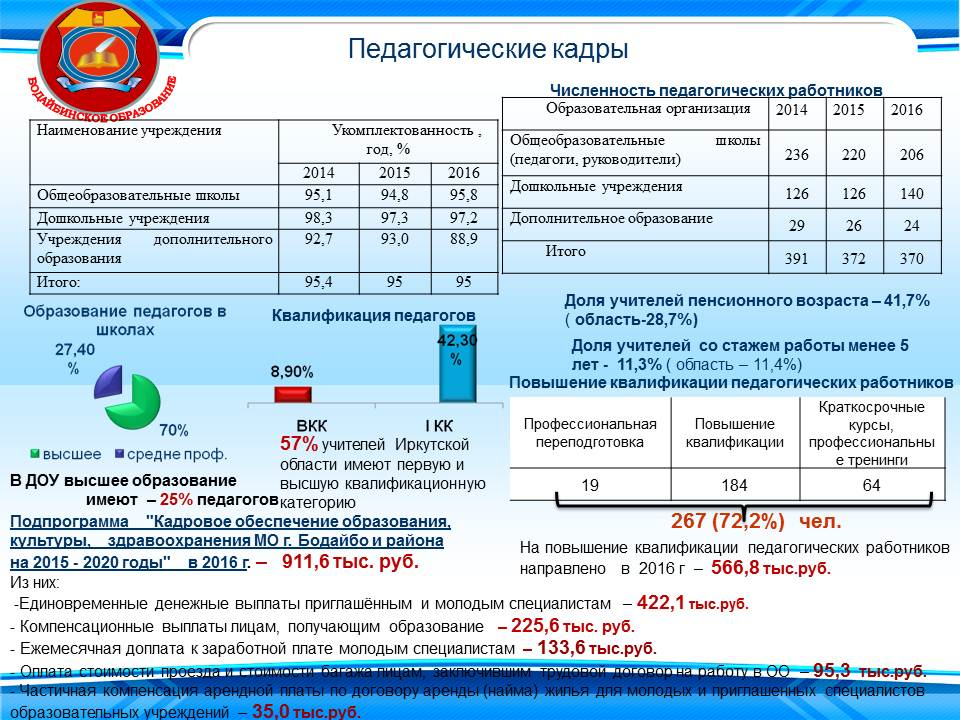 Педагогические кадры
БОДАЙБИНСКОЕ ОБРАЗОВАНИЕ
Численность педагогических работников
Образовательная организация 2014 2015 2016
Общеобразовательные школы
(педагоги, руководители) 236 220 206
Дошкольные учреждения 126 126 140
Дополнительное образование 29 26 24
Итого 391 372 370
Наименование учреждения Укомплектованность ,
год, %
2014 2015 2016
Общеобразовательные школы 95,1 94,8 95,8
Дошкольные учреждения 98,3 97,3 97,2
Учреждения дополнительного
образования 92,7 93,0 88,9
Итого: 95,4 95 95
Образование педагогов в
школах
27,40
%
70%
высшее средне проф.
Квалификация педагогов
8,90%
42,30
%
ВКК I КК
57% учителей Иркутской
области имеют первую и
высшую квалификационную
категорию
Доля учителей пенсионного возраста – 41,7%
( область-28,7%)
Доля учителей со стажем работы менее 5
лет - 11,3% ( область – 11,4%)
Повышение квалификации педагогических работников
Профессиональная
переподготовка
Повышение
квалификации
Краткосрочные
курсы,
профессиональны
е тренинги
19 184 64
267 (72,2%) чел.
На повышение квалификации педагогических работников
направлено в 2016 г – 566,8 тыс.руб.
В ДОУ высшее образование
имеют – 25% педагогов
Подпрограмма "Кадровое обеспечение образования,
культуры, здравоохранения МО г. Бодайбо и района
на 2015 - 2020 годы" в 2016 г. – 911,6 тыс. руб.
Из них:
-Единовременные денежные выплаты приглашённым и молодым специалистам – 422,1 тыс.руб.
- Компенсационные выплаты лицам, получающим образование – 225,6 тыс. руб.
- Ежемесячная доплата к заработной плате молодым специалистам – 133,6 тыс.руб.
- Оплата стоимости проезда и стоимости багажа лицам, заключившим трудовой договор на работу в ОО – 95,3 тыс.руб.
- Частичная компенсация арендной платы по договору аренды (найма) жилья для молодых и приглашенных специалистов
образовательных учреждений – 35,0 тыс.руб.